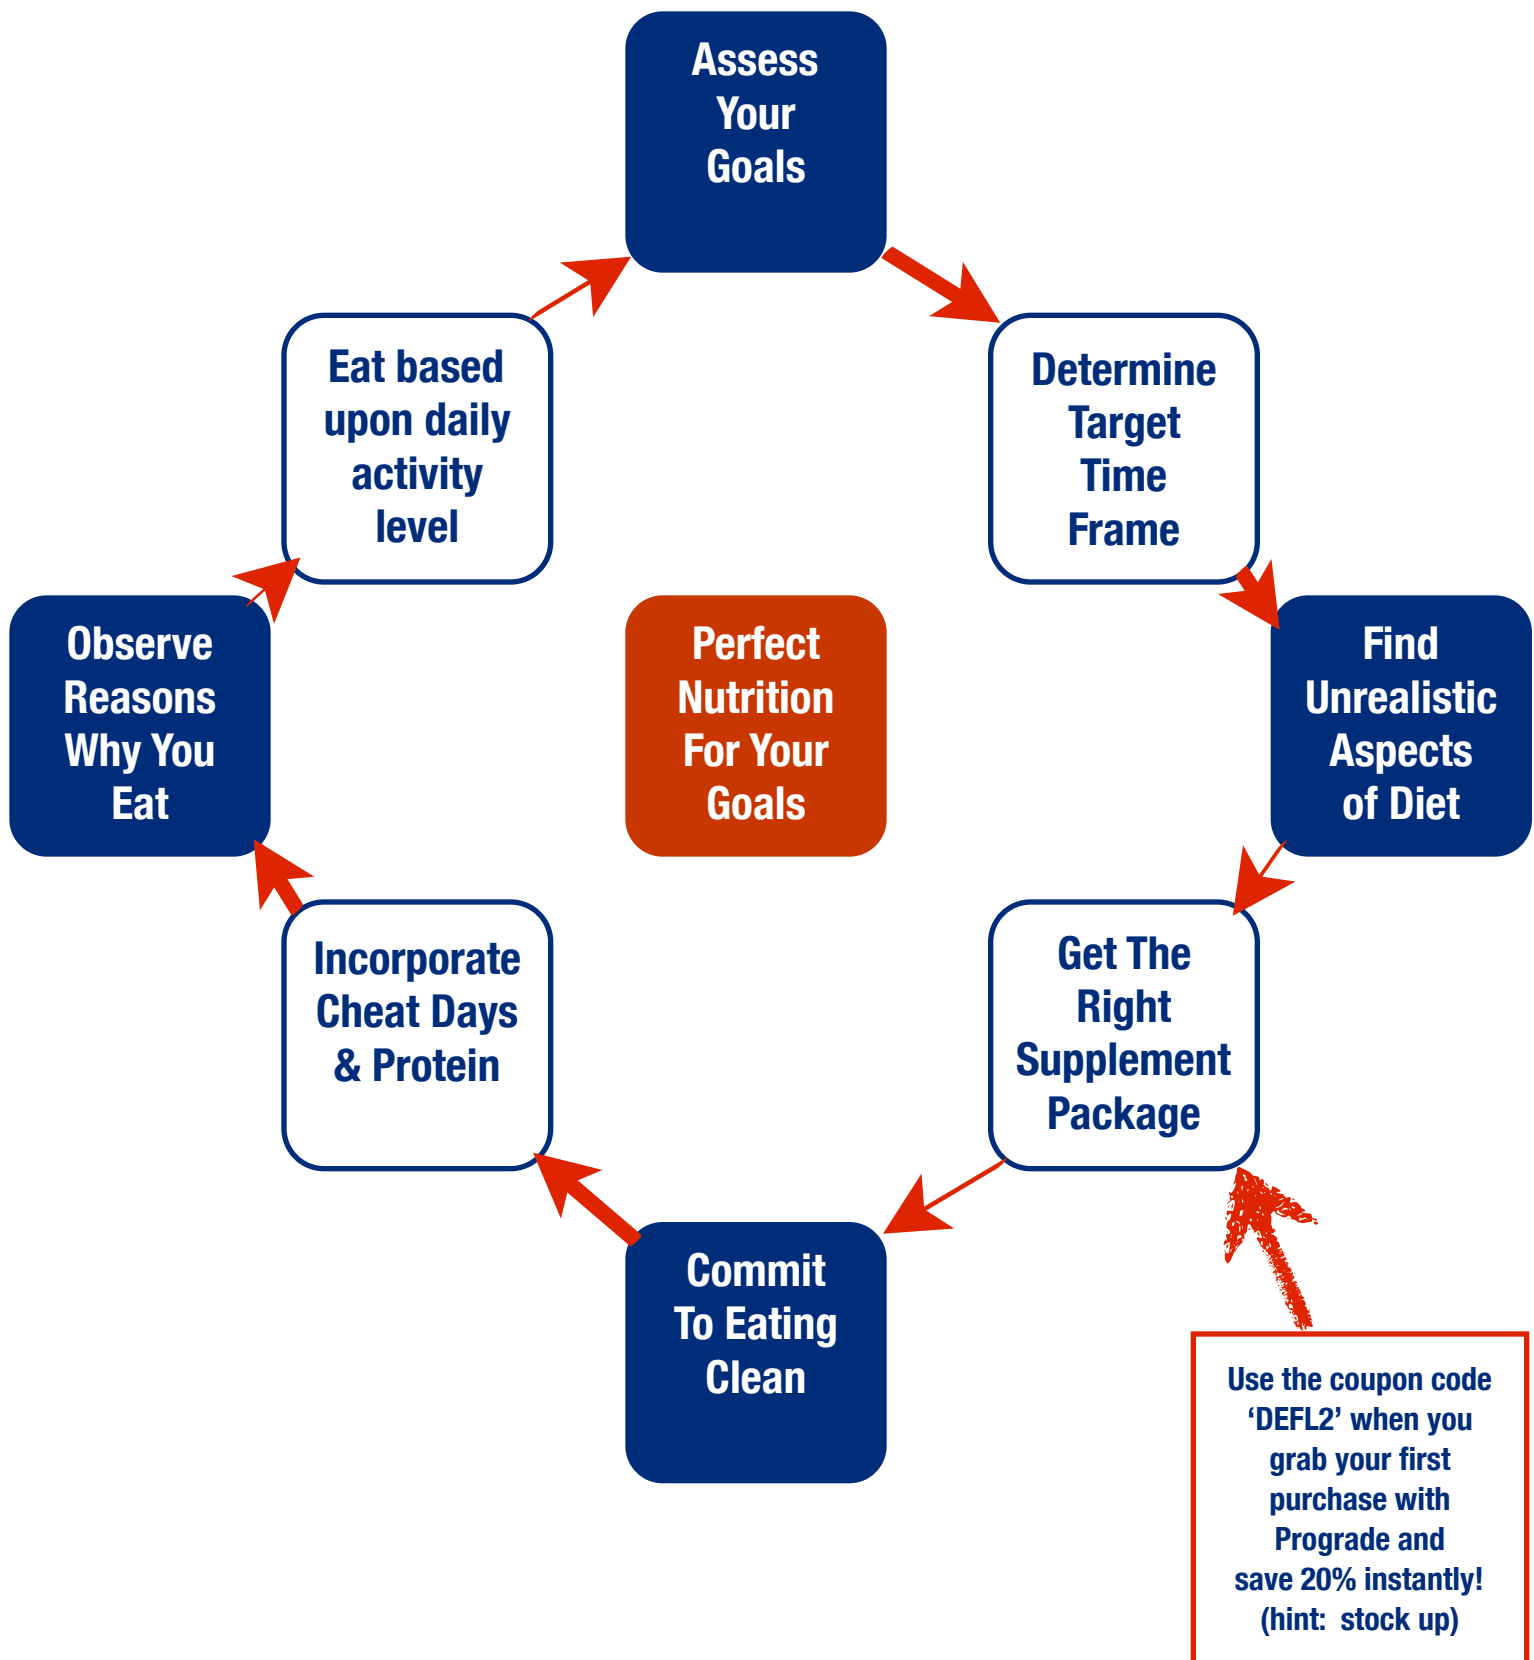 Assess
Your
Goals
Determine
Target
Time
Frame
Find
Unrealistic
Aspects
of Diet
Get The
Right
Supplement
Package
Use the coupon code
‘DEFL2’ when you
grab your first
purchase with
Prograde and
save 20% instantly!
(hint:  stock up)
Commit
To Eating
Clean
Incorporate
Cheat Days
& Protein
Observe
Reasons
Why You
Eat
Eat based
upon daily
activity
level
Perfect
Nutrition
For Your
Goals